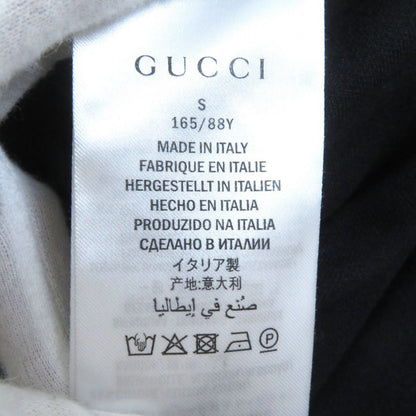 GUCCI
S
165/88Y
MADE IN ITALY
FABRIQUE EN ITALIE
HERGESTELLT IN ITALIEN
HECHO EN ITALIA
PRODUZIDO NA ITALIA
СДЕЛАНО В ИТАЛИИ
イタリア製
产地:意大利
صُنع في إيطاليا
P